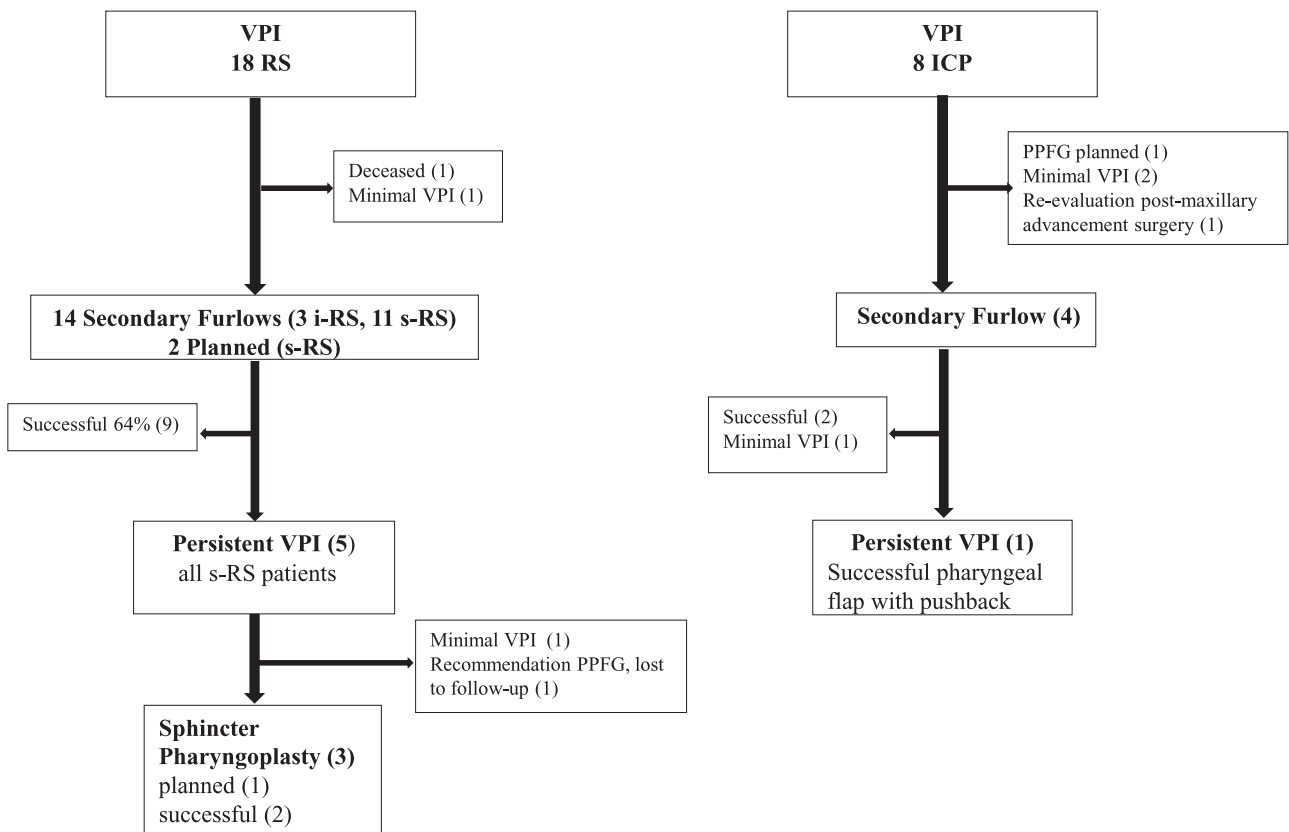 VPI
18 RS
Deceased (1)
Minimal VPI (1)
14 Secondary Furlows (3 i-RS, 11 s-RS)
2 Planned (s-RS)
Successful 64% (9)
Persistent VPI (5)
all s-RS patients
Minimal VPI (1)
Recommendation PPFG, lost
to follow-up (1)
Sphincter
Pharyngoplasty (3)
planned (1)
successful (2)
VPI
8 ICP
PPFG planned (1)
Minimal VPI (2)
Re-evaluation post-maxillary
advancement surgery (1)
Secondary Furlow (4)
Successful (2)
Minimal VPI (1)
Persistent VPI (1)
Successful pharyngeal
flap with pushback